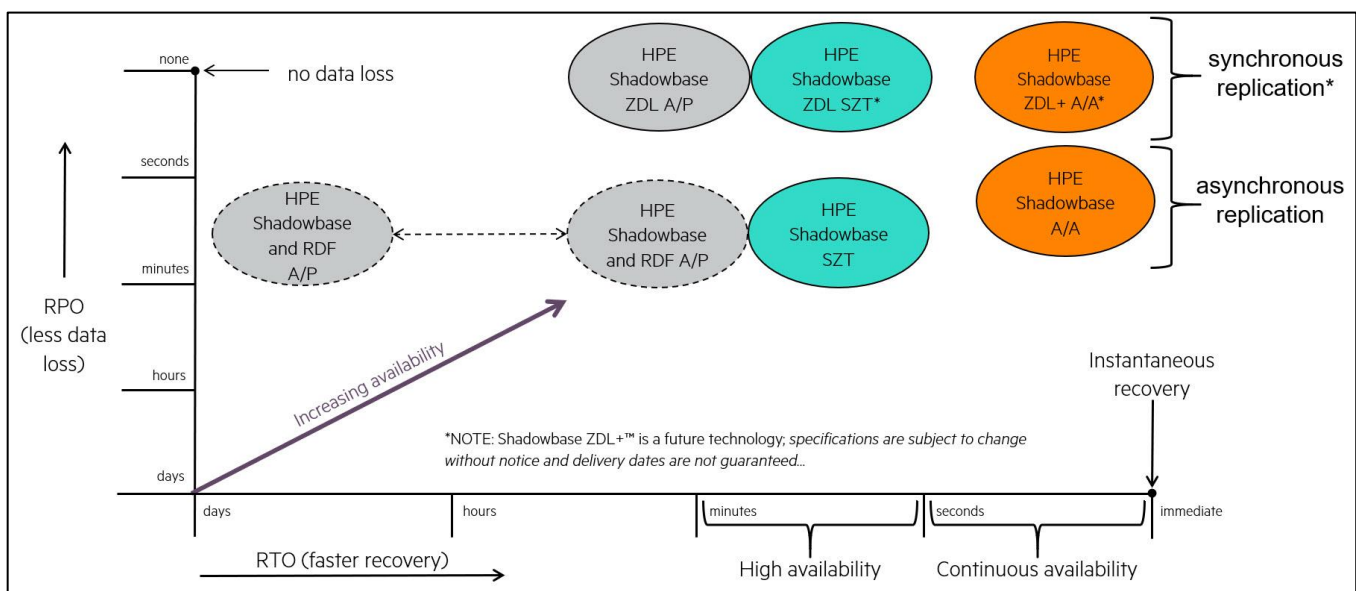 none
no data loss
HPE
Shadowbase
ZDL A/P
HPE
Shadowbase
ZDL SZT*
HPE
Shadowbase
ZDL+ A/A*
synchronous
replication*
seconds
HPE
Shadowbase
and RDF
A/P
HPE
Shadowbase
and RDF A/P
HPE
Shadowbase
SZT
HPE
Shadowbase
A/A
asynchronous
replication
minutes
RPO
(less data
loss)
Increasing availability
hours
Instantaneous
recovery
*NOTE: Shadowbase ZDL+™ is a future technology; specifications are subject to change
without notice and delivery dates are not guaranteed...
days
days
hours
minutes
seconds
immediate
RTO (faster recovery)
High availability
Continuous availability